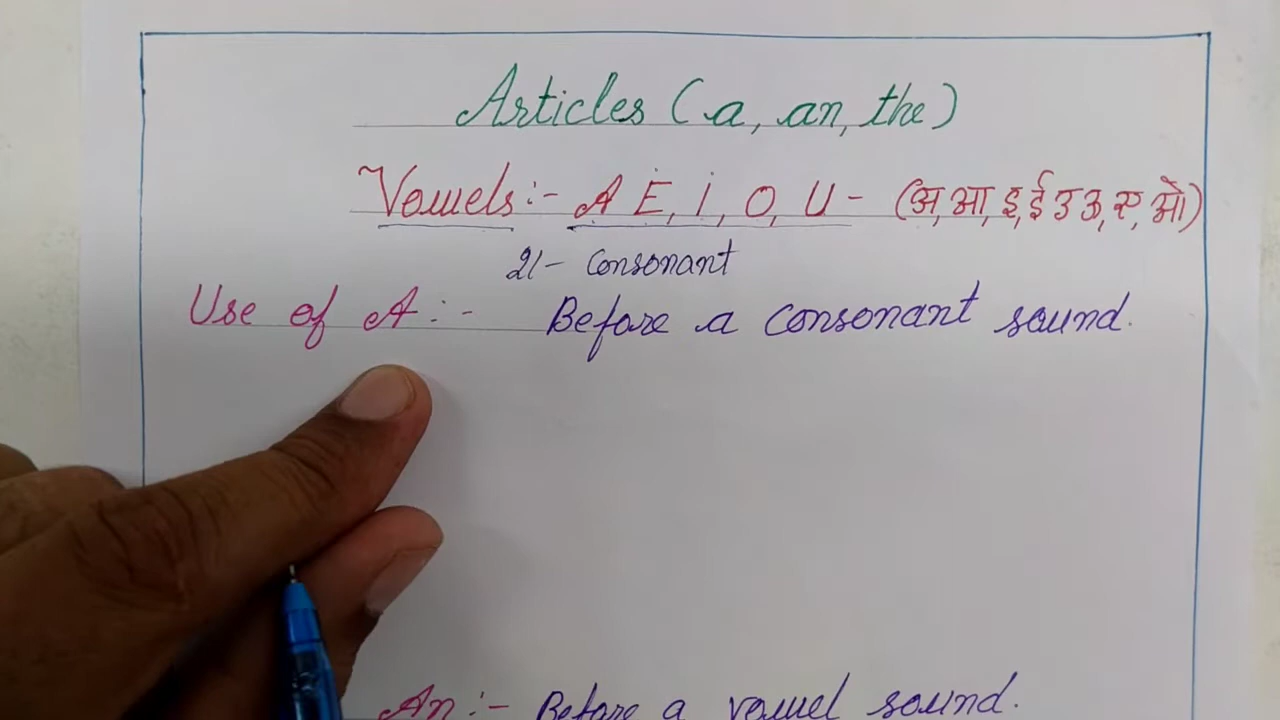 Articles (a, an, the)
Vowels :- A E, I, O, U - (अ, आ, इ, ई उ ऊ, ए, ओ)
21- Consonant
Use of A :- Before a consonant sound.
An :- Before a vowel sound.